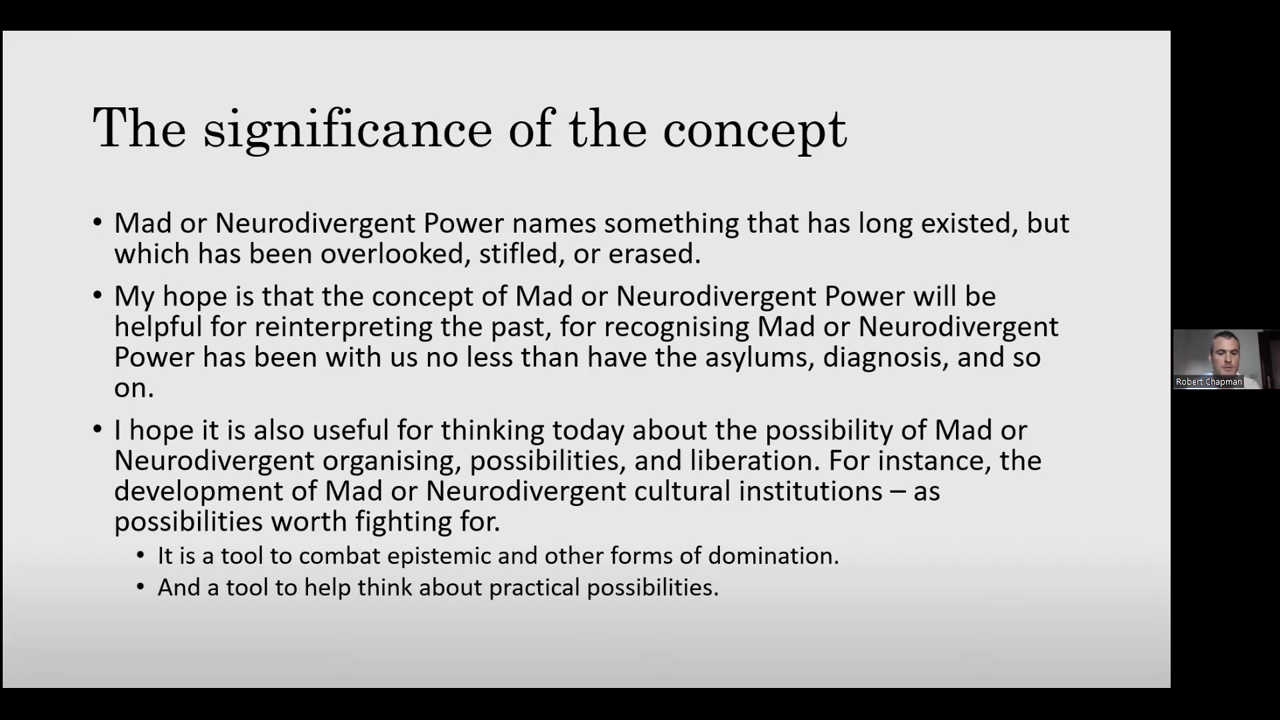 The significance of the concept
• Mad or Neurodivergent Power names something that has long existed, but
which has been overlooked, stifled, or erased.
• My hope is that the concept of Mad or Neurodivergent Power will be
helpful for reinterpreting the past, for recognising Mad or Neurodivergent
Power has been with us no less than have the asylums, diagnosis, and so
on.
• I hope it is also useful for thinking today about the possibility of Mad or
Neurodivergent organising, possibilities, and liberation. For instance, the
development of Mad or Neurodivergent cultural institutions – as
possibilities worth fighting for.
• It is a tool to combat epistemic and other forms of domination.
• And a tool to help think about practical possibilities.
Robert Chapman